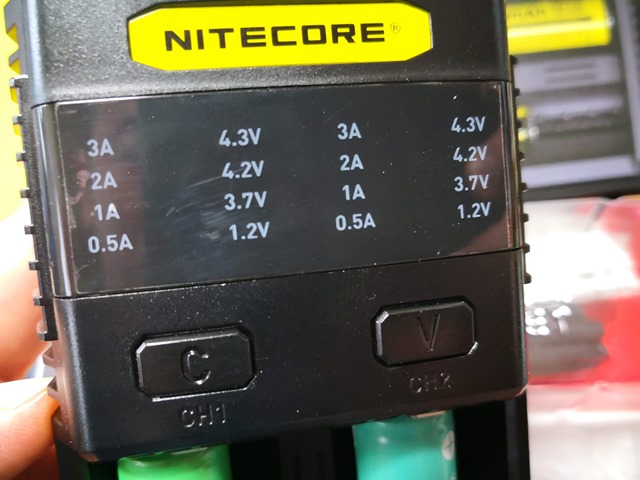 NITECORE®
3A 4.3V 3A 4.3V
2A 4.2V 2A 4.2V
1A 3.7V 1A 3.7V
0.5A 1.2V 0.5A 1.2V
C V
CH1 CH2